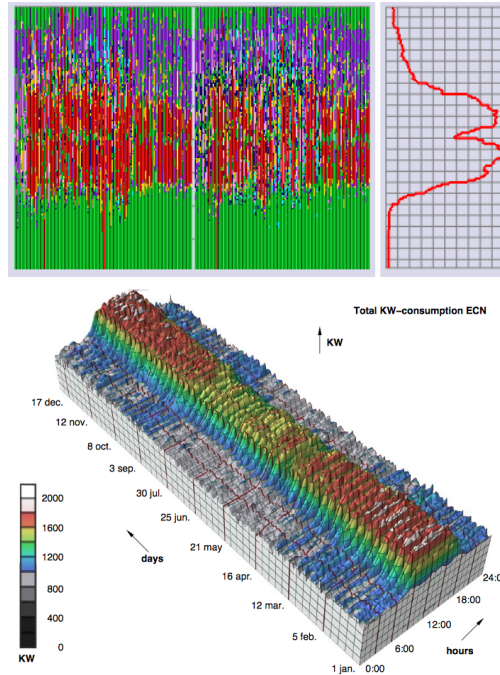 Total KW–consumption ECN
KW
17 dec.
12 nov.
8 oct.
3 sep.
30 jul.
25 jun.
21 may
16 apr.
12 mar.
5 feb.
1 jan.
days
0:00
6:00
12:00
18:00
24:0
hours
2000
1600
1200
800
400
0
KW